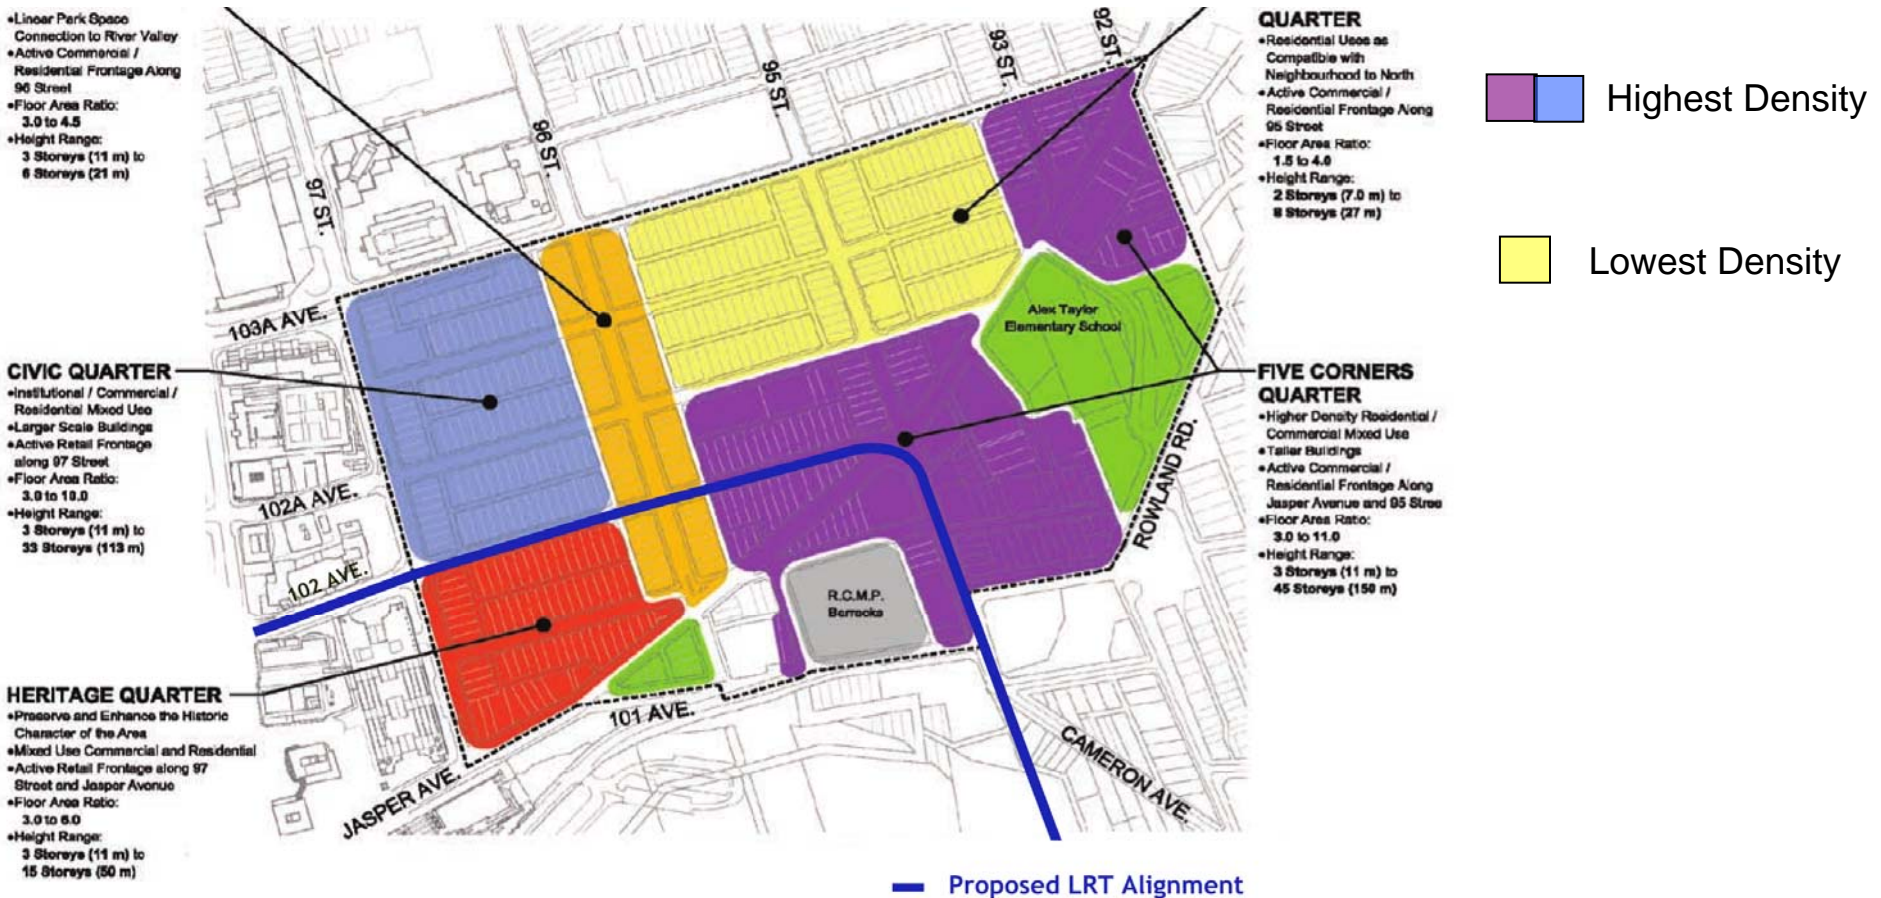 •Linear Park Space
Connection to River Valley
•Active Commercial /
Residential Frontage Along
96 Street
•Floor Area Ratio:
3.0 to 4.5
•Height Range:
3 Storeys (11 m) to
6 Storeys (21 m)
CIVIC QUARTER
•Institutional / Commercial /
Residential Mixed Use
•Larger Scale Buildings
•Active Retail Frontage
along 97 Street
•Floor Area Ratio:
3.0 to 10.0
•Height Range:
3 Storeys (11 m) to
33 Storeys (113 m)
HERITAGE QUARTER
•Preserve and Enhance the Historic
Character of the Area
•Mixed Use Commercial and Residential
•Active Retail Frontage along 97
Street and Jasper Avenue
•Floor Area Ratio:
3.0 to 6.0
•Height Range:
3 Storeys (11 m) to
15 Storeys (50 m)
97 ST.
96 ST.
95 ST.
93 ST.
92 ST.
103A AVE.
102A AVE.
102 AVE.
JASPER AVE.
101 AVE.
CAMERON AVE.
ROWLAND RD.
Alex Taylor
Elementary School
R.C.M.P.
Barracks
QUARTER
•Residential Uses as
Compatible with
Neighbourhood to North
•Active Commercial /
Residential Frontage Along
95 Street
•Floor Area Ratio:
1.5 to 4.0
•Height Range:
2 Storeys (7.0 m) to
8 Storeys (27 m)
FIVE CORNERS
QUARTER
•Higher Density Residential /
Commercial Mixed Use
•Taller Buildings
•Active Commercial /
Residential Frontage Along
Jasper Avenue and 95 Stree
•Floor Area Ratio:
3.0 to 11.0
•Height Range:
3 Storeys (11 m) to
45 Storeys (150 m)
Highest Density
Lowest Density
Proposed LRT Alignment